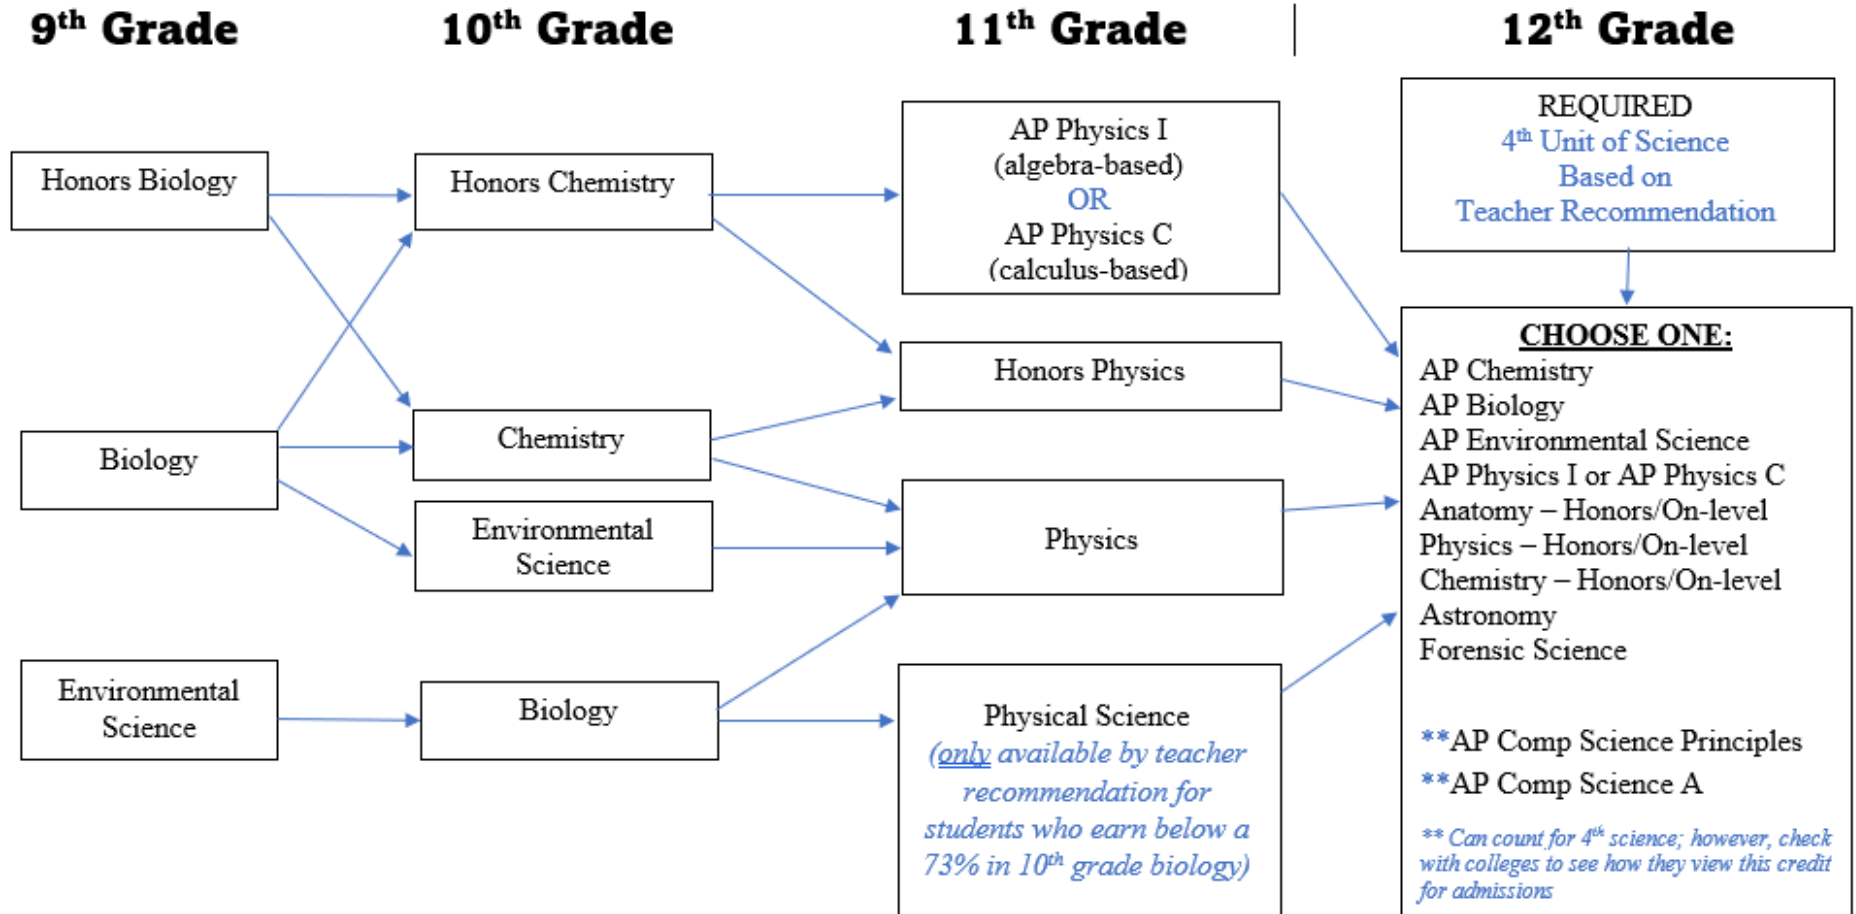 9th Grade
10th Grade
11th Grade
12th Grade
Honors Biology
Biology
Environmental
Science
Honors Chemistry
Chemistry
Environmental
Science
Biology
AP Physics I
(algebra-based)
OR
AP Physics C
(calculus-based)
Honors Physics
Physics
Physical Science
(only available by teacher
recommendation for
students who earn below a
73% in 10th grade biology)
REQUIRED
4th Unit of Science
Based on
Teacher Recommendation
CHOOSE ONE:
AP Chemistry
AP Biology
AP Environmental Science
AP Physics I or AP Physics C
Anatomy – Honors/On-level
Physics – Honors/On-level
Chemistry – Honors/On-level
Astronomy
Forensic Science
**AP Comp Science Principles
**AP Comp Science A
** Can count for 4th science; however, check
with colleges to see how they view this credit
for admissions